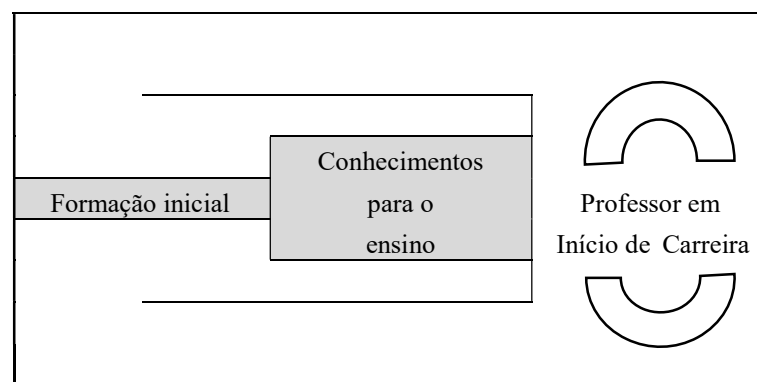 Formação inicial
Conhecimentos
para o
ensino
Professor em
Início de Carreira